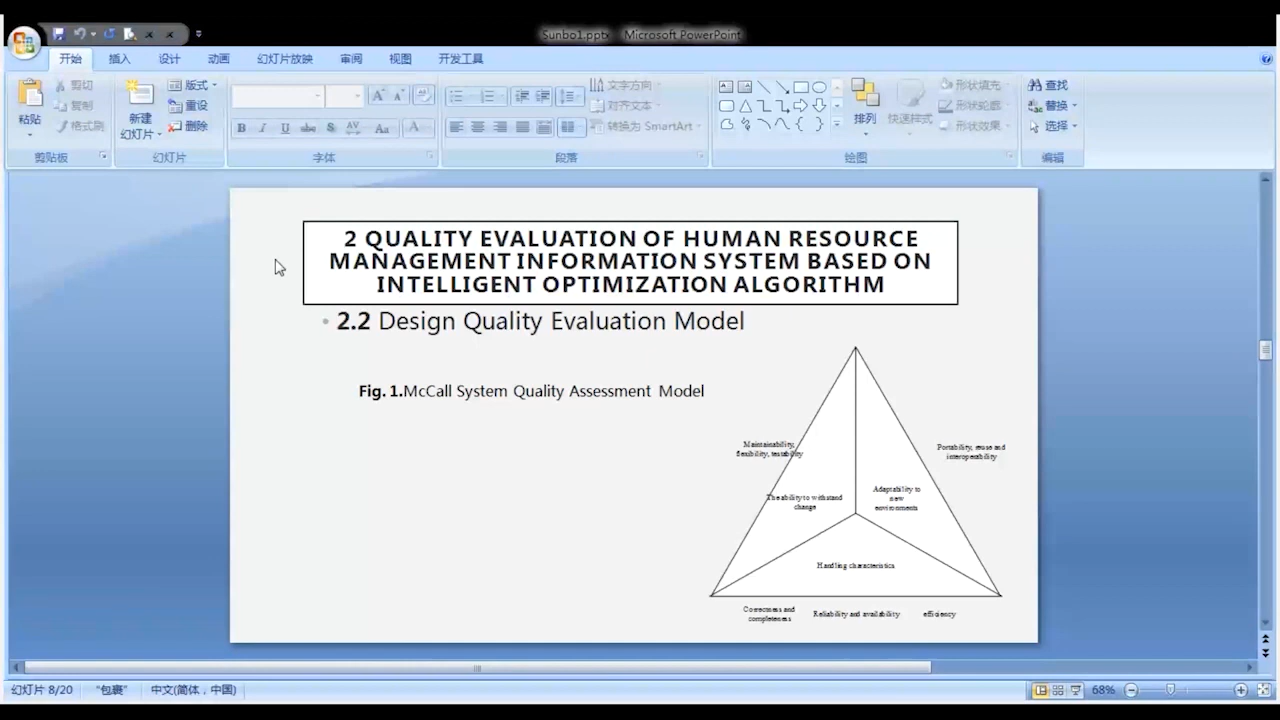 Sunbo1.pptx - Microsoft PowerPoint
开始 插入 设计 动画 幻灯片放映 审阅 视图 开发工具
粘贴
剪切
复制
格式刷
剪贴板
新建
幻灯片
版式
重设
删除
幻灯片
B I U abc S AV Aa A
字体
文字方向
对齐文本
转换为 SmartArt
段落
排列
快速样式
形状填充
形状轮廓
形状效果
绘图
查找
替换
选择
编辑
2 QUALITY EVALUATION OF HUMAN RESOURCE
MANAGEMENT INFORMATION SYSTEM BASED ON
INTELLIGENT OPTIMIZATION ALGORITHM
• 2.2 Design Quality Evaluation Model
Fig. 1.McCall System Quality Assessment Model
Maintainability,
flexibility, testability
Portability, reuse and
interoperability
The ability to withstand
change
Adaptability to
new
environments
Handling characteristics
Correctness and
completeness
Reliability and availability
efficiency
幻灯片 8/20 "包裹" 中文(简体，中国) 68%